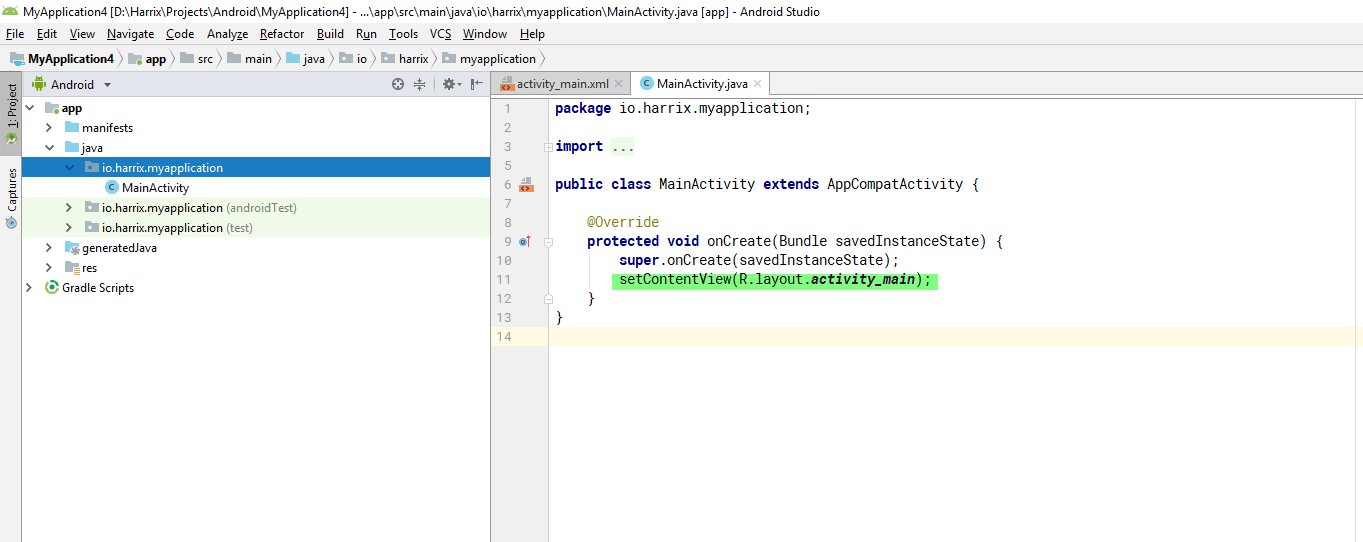 MyApplication4 [D:\Harrix\Projects\Android\MyApplication4] - ...\app\src\main\java\io\harrix\myapplication\MainActivity.java [app] - Android Studio
File Edit View Navigate Code Analyze Refactor Build Run Tools VCS Window Help
MyApplication4 app src main java io harrix myapplication
1: Project
Captures
Android
app
manifests
java
io.harrix.myapplication
MainActivity
io.harrix.myapplication (androidTest)
io.harrix.myapplication (test)
generatedJava
res
Gradle Scripts
activity_main.xml MainActivity.java
1 package io.harrix.myapplication;
2
3 import ...
5
6 public class MainActivity extends AppCompatActivity {
7
8 @Override
9 protected void onCreate(Bundle savedInstanceState) {
10 super.onCreate(savedInstanceState);
11 setContentView(R.layout.activity_main);
12 }
13 }
14